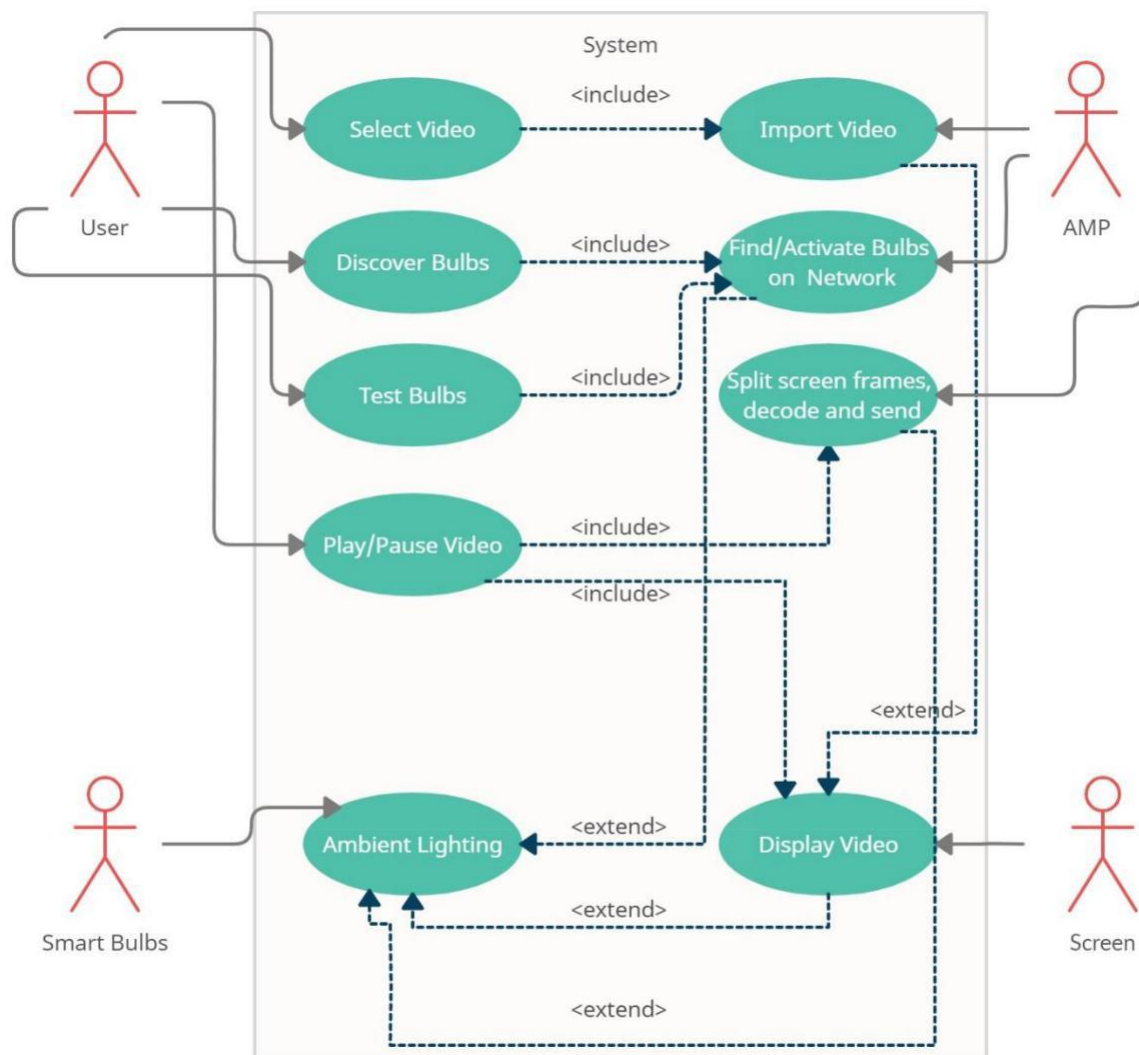 System
<include>
Select Video
Import Video
User
AMP
<include>
Discover Bulbs
Find/Activate Bulbs
on Network
<include>
Test Bulbs
Split screen frames,
decode and send
<include>
Play/Pause Video
<include>
<extend>
<extend>
Ambient Lighting
Display Video
<extend>
Smart Bulbs
Screen
<extend>